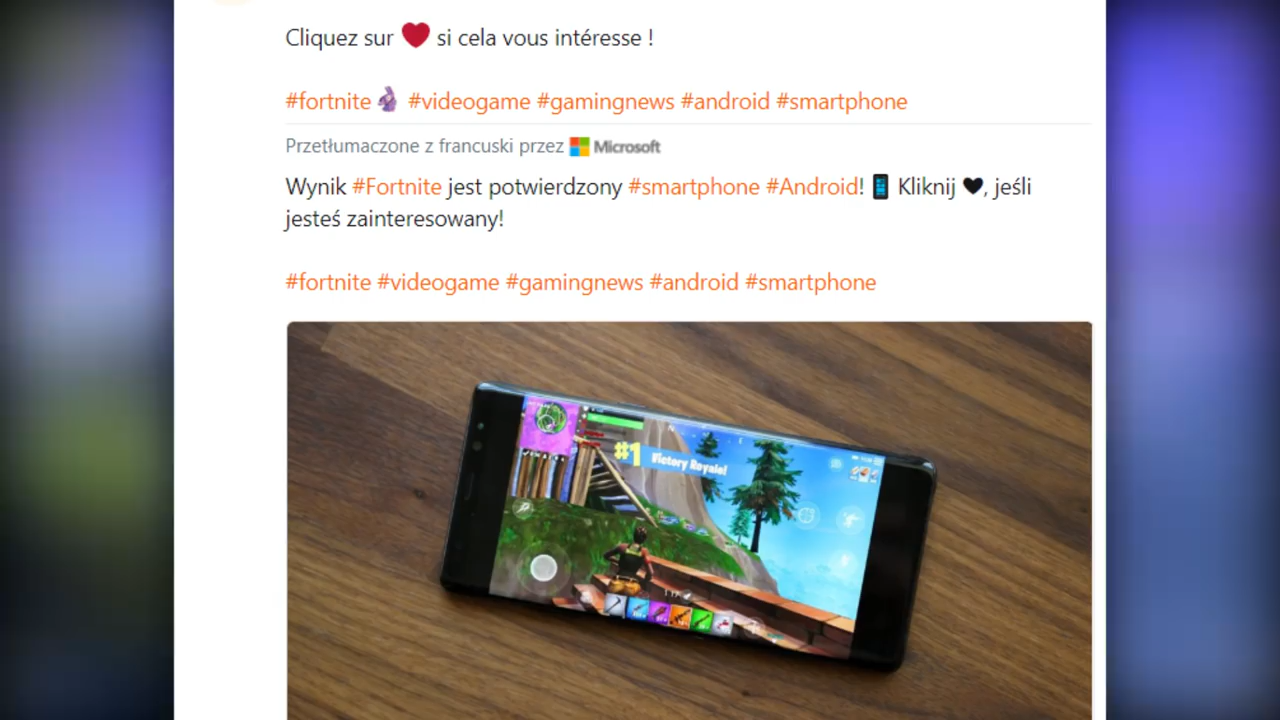 Cliquez sur ❤ si cela vous intéresse !
#fortnite #videogame #gamingnews #android #smartphone
Przetłumaczone z francuski przez Microsoft
Wynik #Fortnite jest potwierdzony #smartphone #Android! 📱 Kliknij ♥, jeśli
jesteś zainteresowany!
#fortnite #videogame #gamingnews #android #smartphone
#1 Victory Royale!